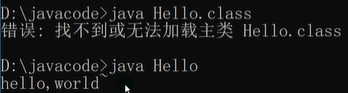 D:\javacode>java Hello.class
错误: 找不到或无法加载主类 Hello.class
D:\javacode>java Hello
hello,world~